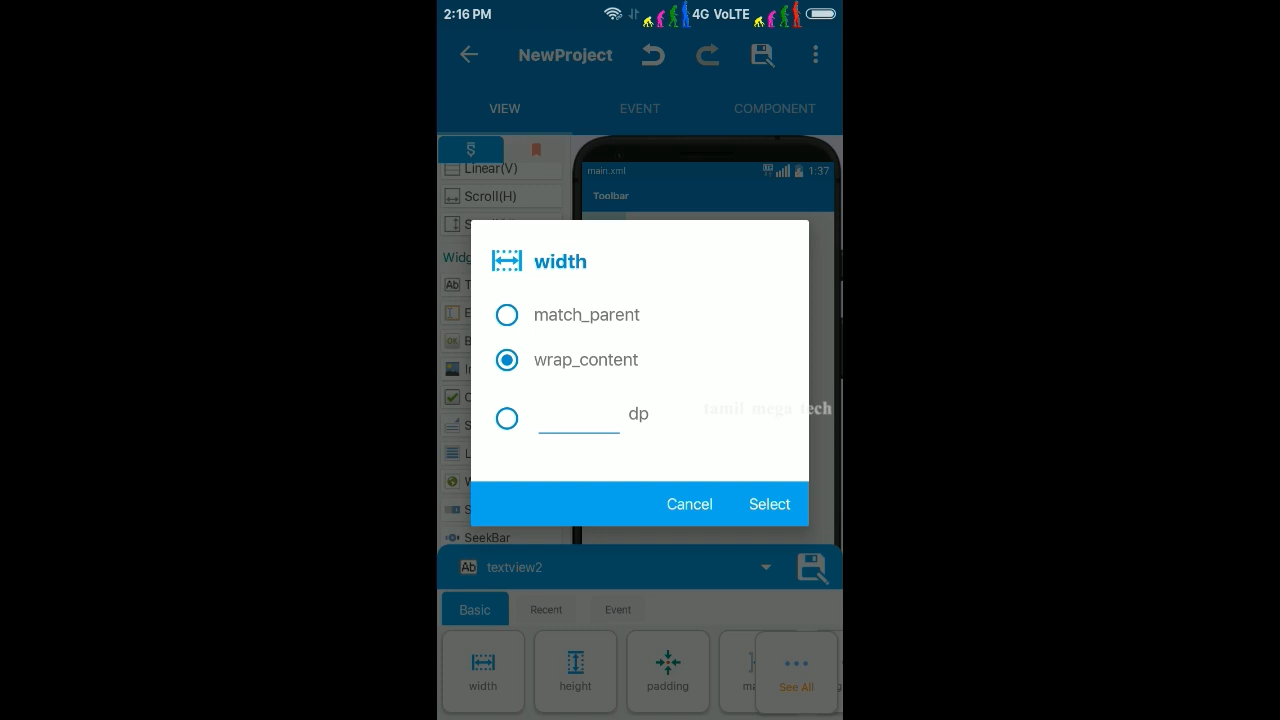 2:16 PM
4G VoLTE
NewProject
VIEW
EVENT
COMPONENT
Linear(V)
Scroll(H)
main.xml
1:37
Toolbar
width
match_parent
wrap_content
dp
tamil mega tech
Cancel
Select
SeekBar
Ab textview2
Basic
Recent
Event
width
height
padding
See All